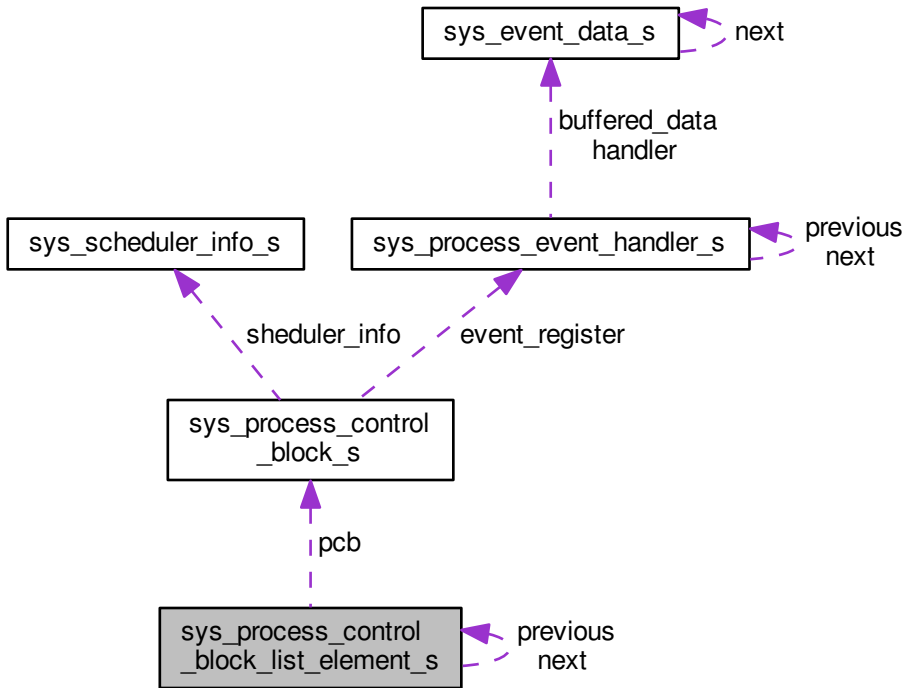 sys_event_data_s
next
buffered_data
handler
sys_scheduler_info_s
sys_process_event_handler_s
previous
next
sheduler_info
event_register
sys_process_control
_block_s
pcb
sys_process_control
_block_list_element_s
previous
next